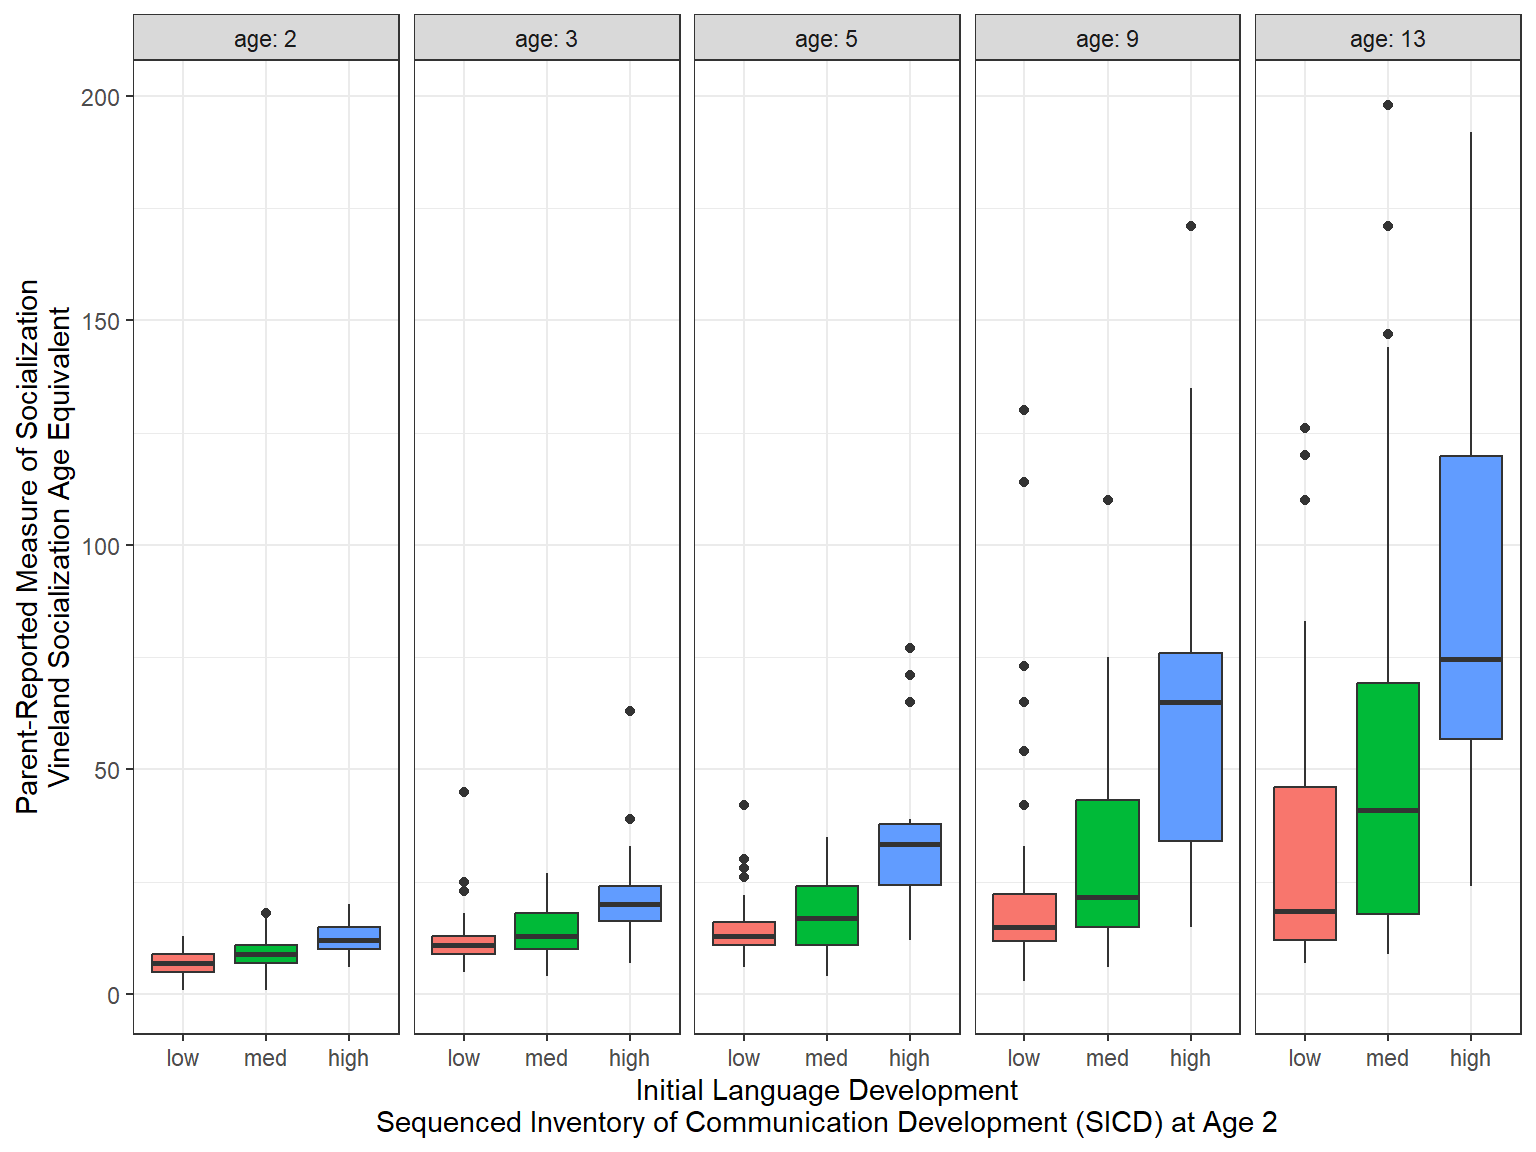 age: 2
age: 3
age: 5
age: 9
age: 13
Parent-Reported Measure of Socialization
Vineland Socialization Age Equivalent
200
150
100
50
0
low med high
low med high
low med high
low med high
low med high
Initial Language Development
Sequenced Inventory of Communication Development (SICD) at Age 2